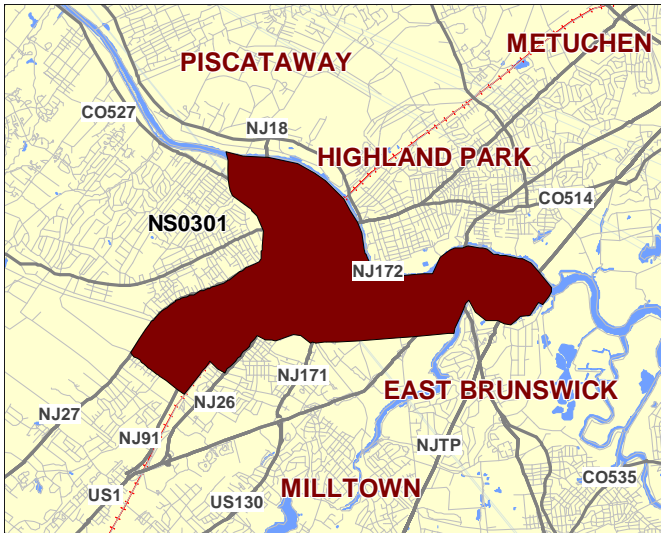 METUCHEN
PISCATAWAY
CO527
NJ18
HIGHLAND PARK
CO514
NS0301
NJ172
NJ171
EAST BRUNSWICK
NJ26
NJ27
NJ91
NJTP
CO535
MILLTOWN
US1
US130